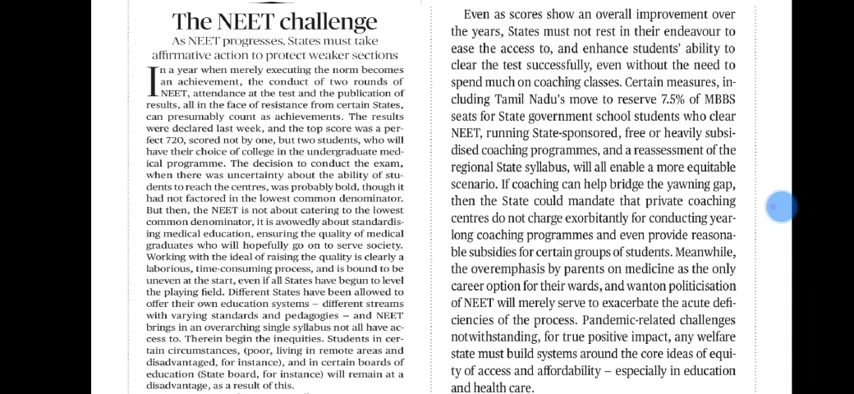 The NEET challenge
As NEET progresses, States must take
affirmative action to protect weaker sections
In a year when merely executing the norm becomes
an achievement, the conduct of two rounds of
NEET, attendance at the test and the publication of
results, all in the face of resistance from certain States,
can presumably count as achievements. The results
were declared last week, and the top score was a per-
fect 720, scored not by one, but two students, who will
have their choice of college in the undergraduate med-
ical programme. The decision to conduct the exam,
when there was uncertainty about the ability of stu-
dents to reach the centres, was probably bold, though it
had not factored in the lowest common denominator.
But then, the NEET is not about catering to the lowest
common denominator, it is avowedly about standardis-
ing medical education, ensuring the quality of medical
graduates who will hopefully go on to serve society.
Working with the ideal of raising the quality is clearly a
laborious, time-consuming process, and is bound to be
uneven at the start, even if all States have begun to level
the playing field. Different States have been allowed to
offer their own education systems – different streams
with varying standards and pedagogies – and NEET
brings in an overarching single syllabus not all have ac-
cess to. Therein begin the inequities. Students in cer-
tain circumstances, (poor, living in remote areas and
disadvantaged, for instance), and in certain boards of
education (State board, for instance) will remain at a
disadvantage, as a result of this.
Even as scores show an overall improvement over
the years, States must not rest in their endeavour to
ease the access to, and enhance students' ability to
clear the test successfully, even without the need to
spend much on coaching classes. Certain measures, in-
cluding Tamil Nadu's move to reserve 7.5% of MBBS
seats for State government school students who clear
NEET, running State-sponsored, free or heavily subsi-
dised coaching programmes, and a reassessment of the
regional State syllabus, will all enable a more equitable
scenario. If coaching can help bridge the yawning gap,
then the State could mandate that private coaching
centres do not charge exorbitantly for conducting year-
long coaching programmes and even provide reasona-
ble subsidies for certain groups of students. Meanwhile,
the overemphasis by parents on medicine as the only
career option for their wards, and wanton politicisation
of NEET will merely serve to exacerbate the acute defi-
ciencies of the process. Pandemic-related challenges
notwithstanding, for true positive impact, any welfare
state must build systems around the core ideas of equi-
ty of access and affordability – especially in education
and health care.